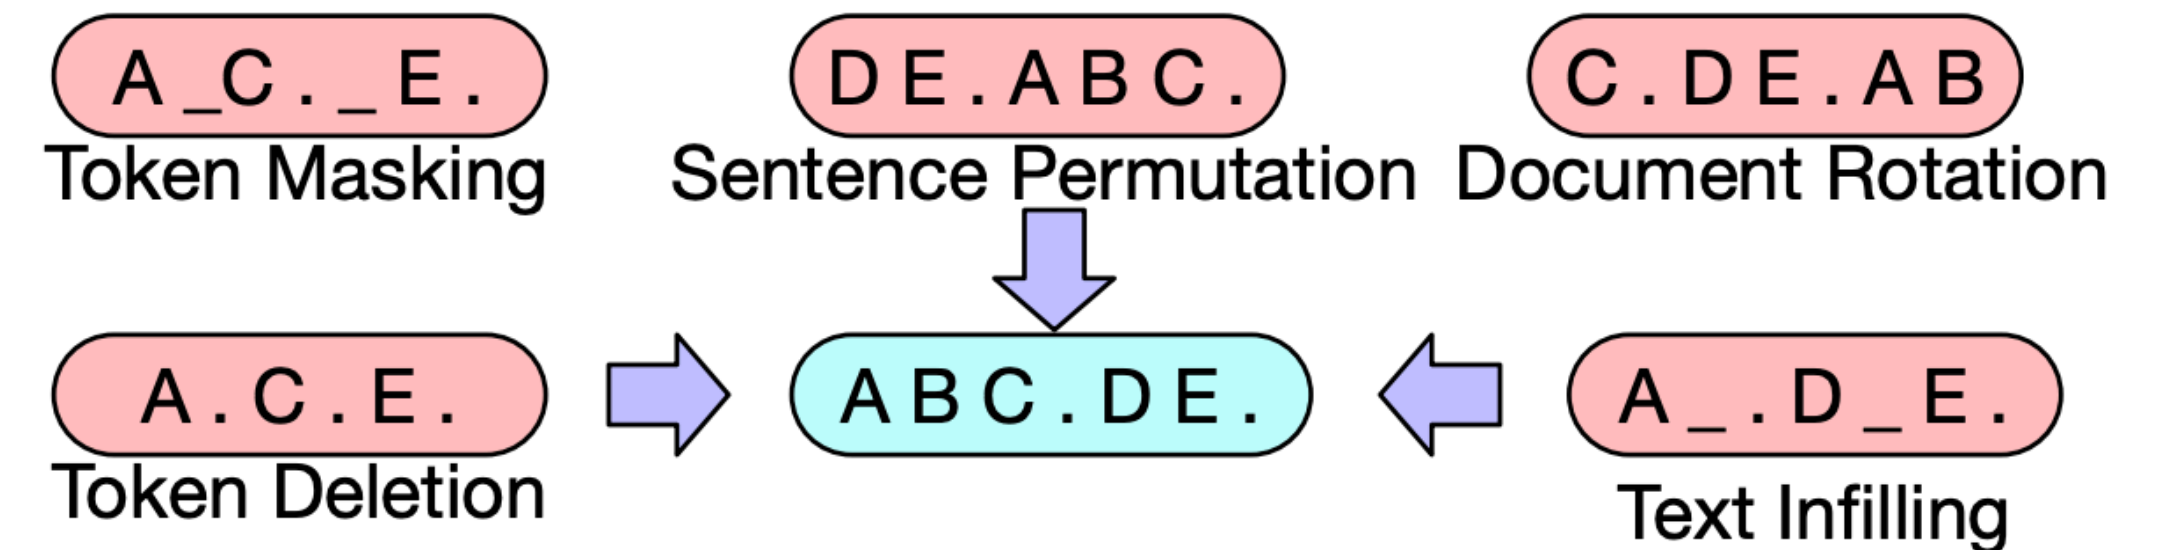 A _C . _ E .
D E . A B C .
C . D E . A B
Token Masking
Sentence Permutation
Document Rotation
A . C . E .
A B C . D E .
A _ . D _ E .
Token Deletion
Text Infilling